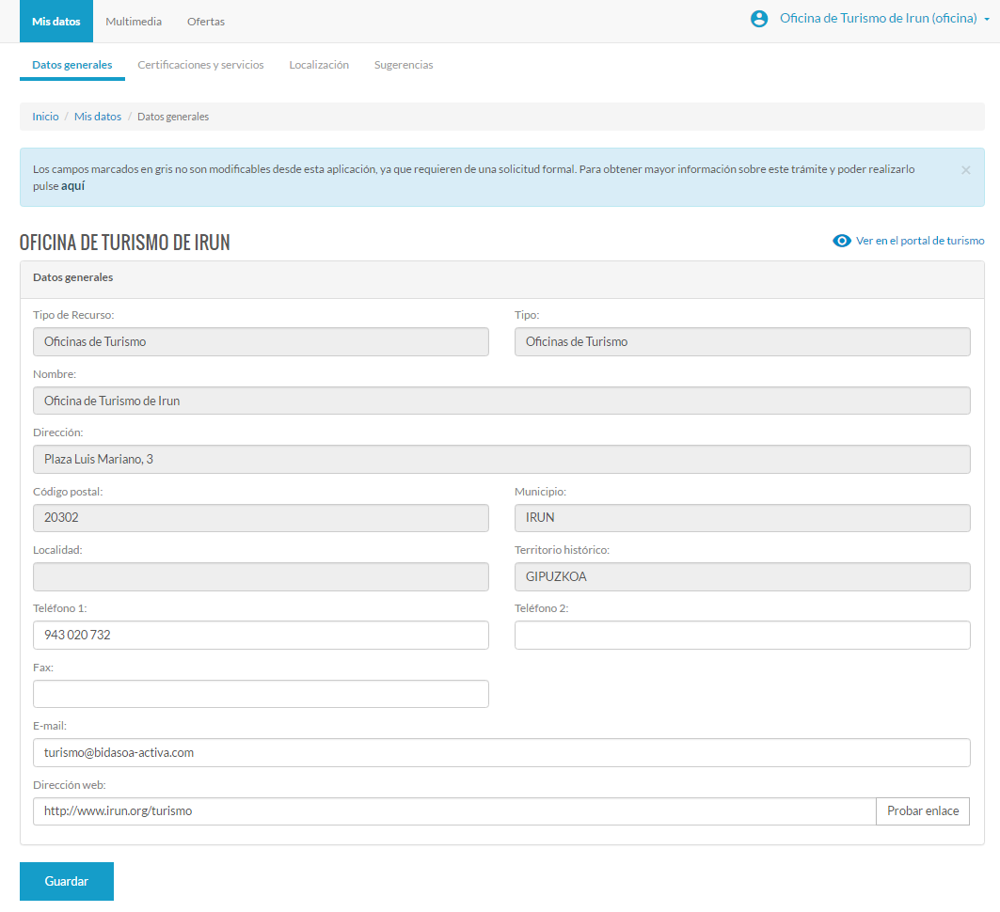 Mis datos Multimedia Ofertas Oficina de Turismo de Irun (oficina)
Datos generales Certificaciones y servicios Localización Sugerencias
Inicio / Mis datos / Datos generales
Los campos marcados en gris no son modificables desde esta aplicación, ya que requieren de una solicitud formal. Para obtener mayor información sobre este trámite y poder realizarlo ×
pulse aquí
OFICINA DE TURISMO DE IRUN Ver en el portal de turismo
Datos generales
Tipo de Recurso: Tipo:
Oficinas de Turismo Oficinas de Turismo
Nombre:
Oficina de Turismo de Irun
Dirección:
Plaza Luis Mariano, 3
Código postal: Municipio:
20302 IRUN
Localidad: Territorio histórico:
GIPUZKOA
Teléfono 1: Teléfono 2:
943 020 732
Fax:
E-mail:
turismo@bidasoa-activa.com
Dirección web:
http://www.irun.org/turismo Probar enlace
Guardar